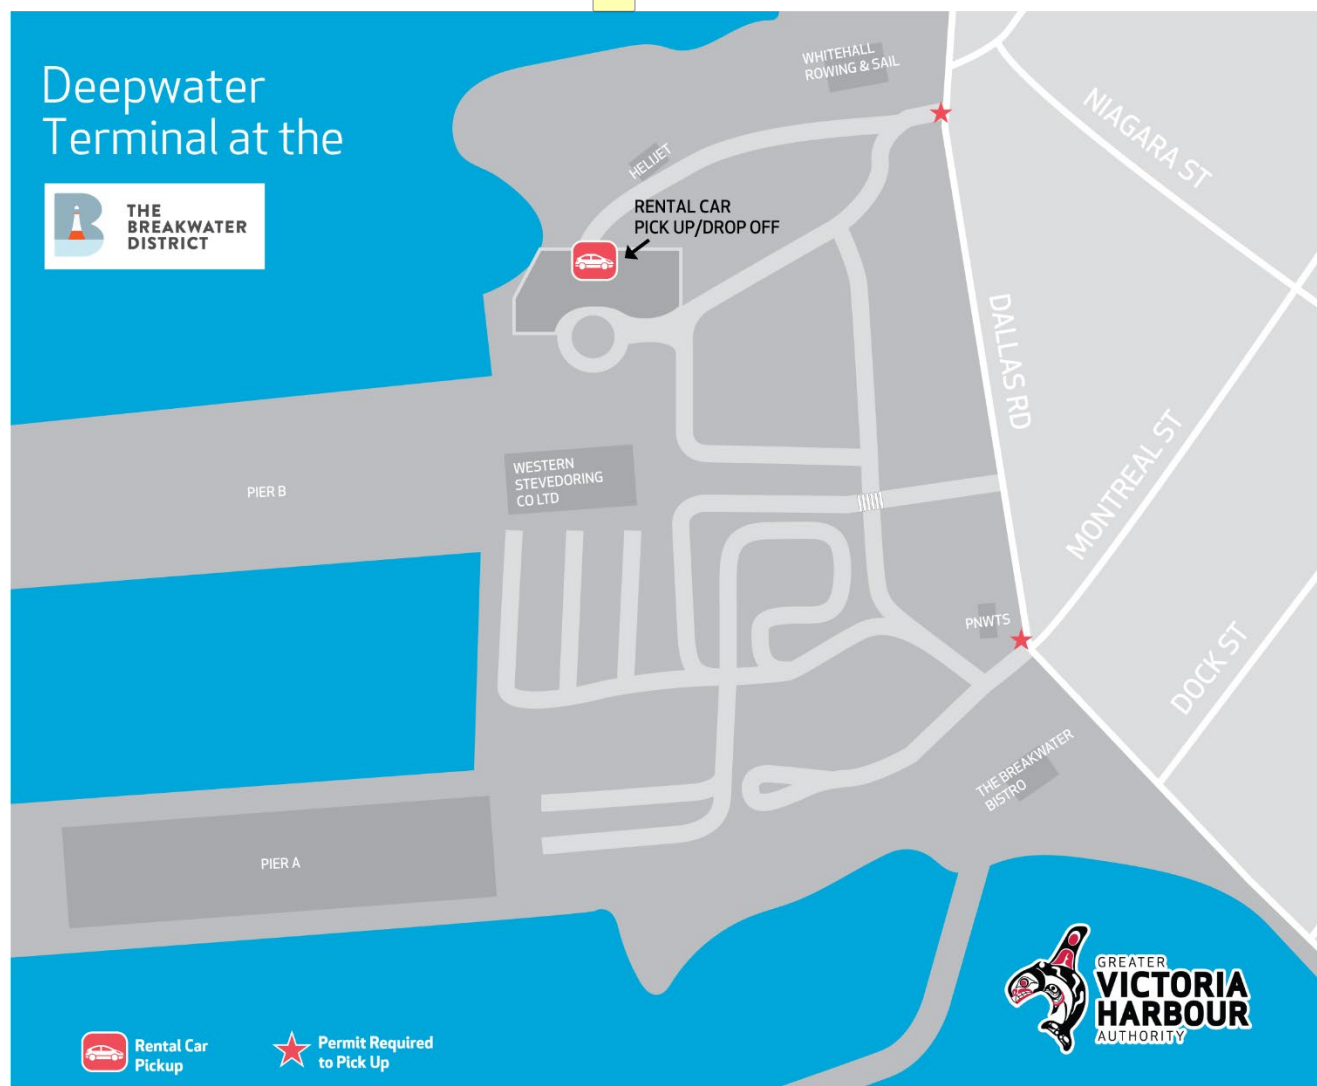 Deepwater
Terminal at the
THE
BREAKWATER
DISTRICT
WHITEHALL
ROWING & SAIL
NIAGARA ST
HELIJET
RENTAL CAR
PICK UP/DROP OFF
DALLAS RD
MONTREAL ST
WESTERN
STEVEDORING
CO LTD
PIER B
PNWTS
DOCK ST
THE BREAKWATER
BISTRO
PIER A
GREATER
VICTORIA
HARBOUR
AUTHORITY
Rental Car
Pickup
Permit Required
to Pick Up